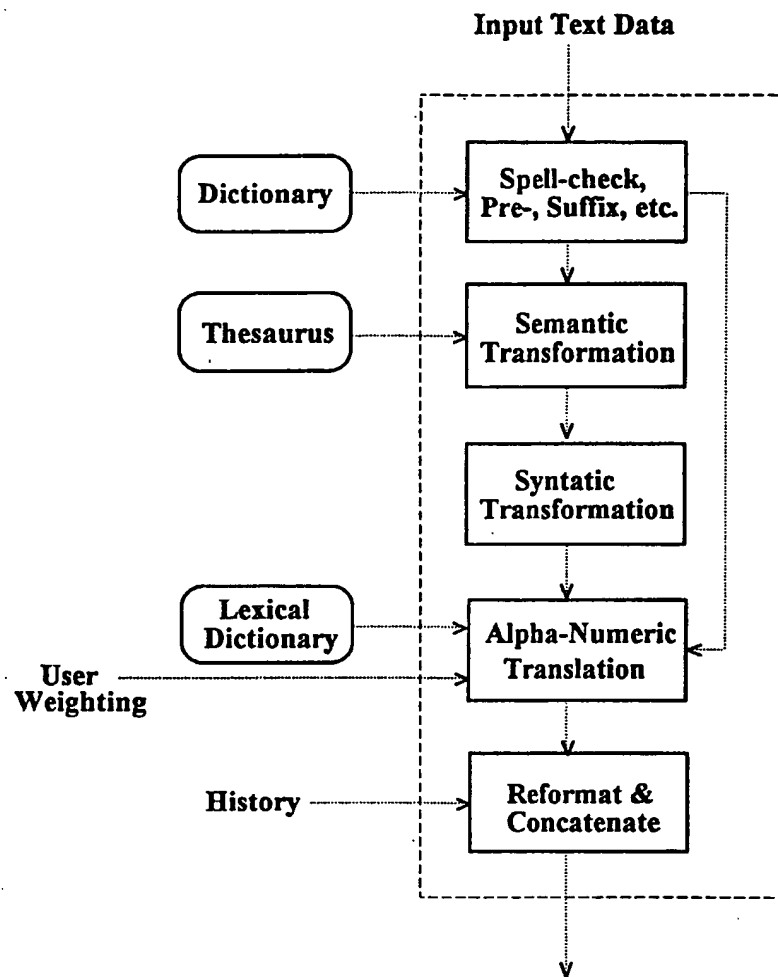 Input Text Data
Dictionary
Spell-check,
Pre-, Suffix, etc.
Thesaurus
Semantic
Transformation
Syntatic
Transformation
Lexical
Dictionary
Alpha-Numeric
Translation
User
Weighting
History
Reformat &
Concatenate